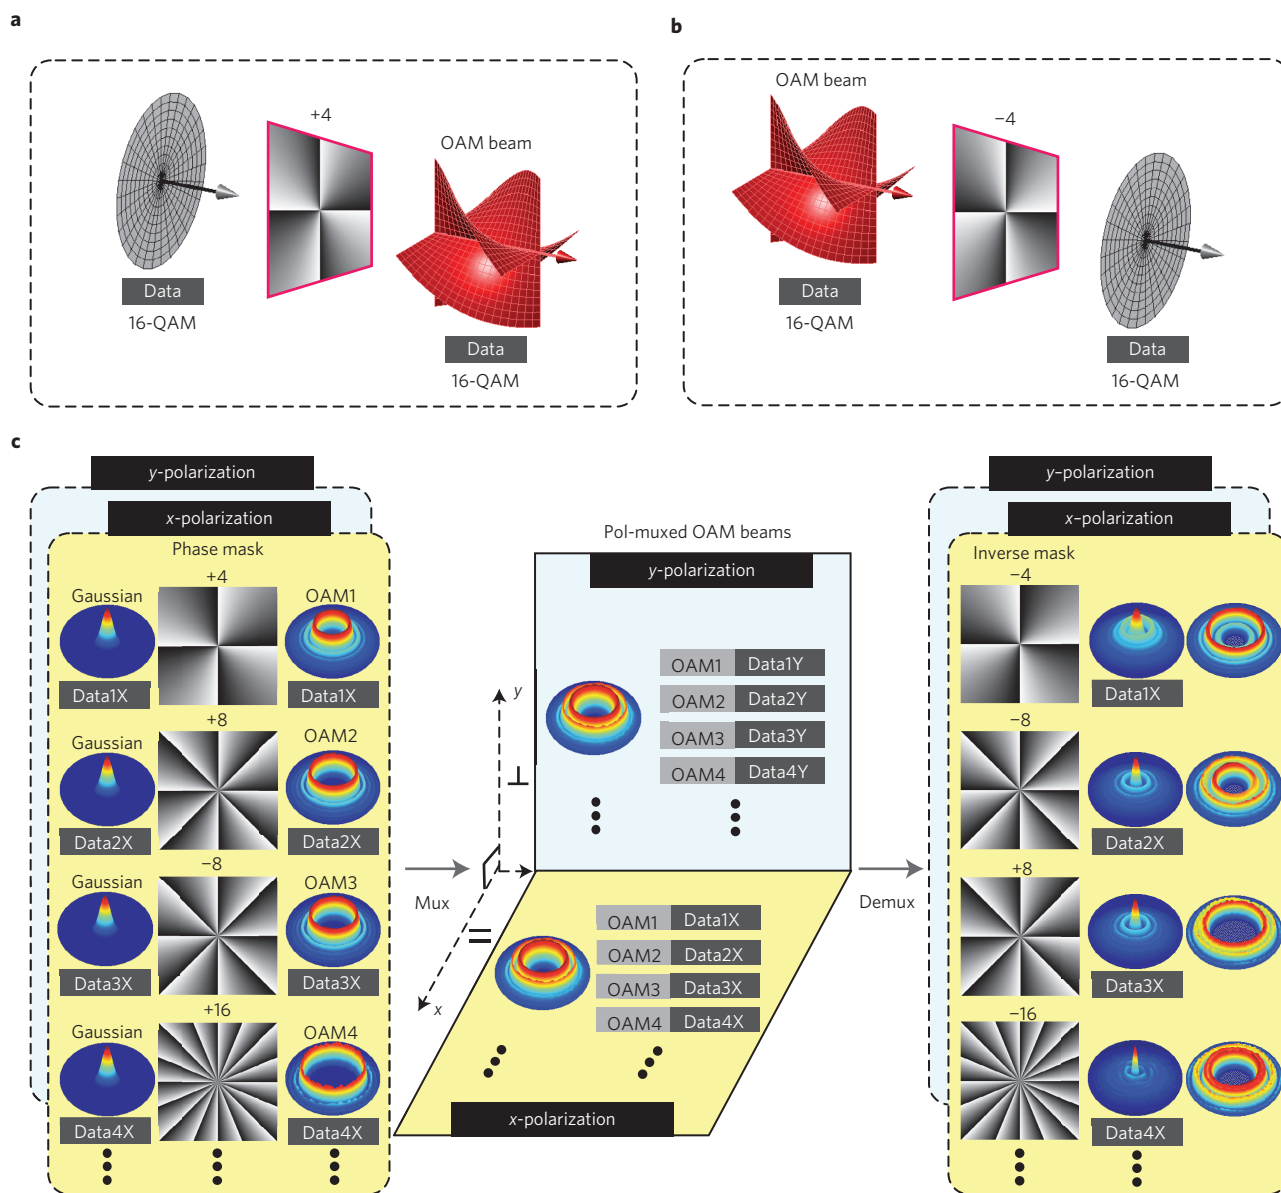 a
+4
OAM beam
Data
16-QAM
Data
16-QAM
b
OAM beam
−4
Data
16-QAM
Data
16-QAM
c
y-polarization
x-polarization
Phase mask
+4
Gaussian
OAM1
Data1X
Data1X
+8
Gaussian
OAM2
Data2X
Data2X
−8
Gaussian
OAM3
Data3X
Data3X
+16
Gaussian
OAM4
Data4X
Data4X
Mux
Pol-muxed OAM beams
y-polarization
y
⊥
OAM1 Data1Y
OAM2 Data2Y
OAM3 Data3Y
OAM4 Data4Y
=
x
OAM1 Data1X
OAM2 Data2X
OAM3 Data3X
OAM4 Data4X
x-polarization
Demux
y-polarization
x-polarization
Inverse mask
−4
Data1X
−8
Data2X
+8
Data3X
−16
Data4X